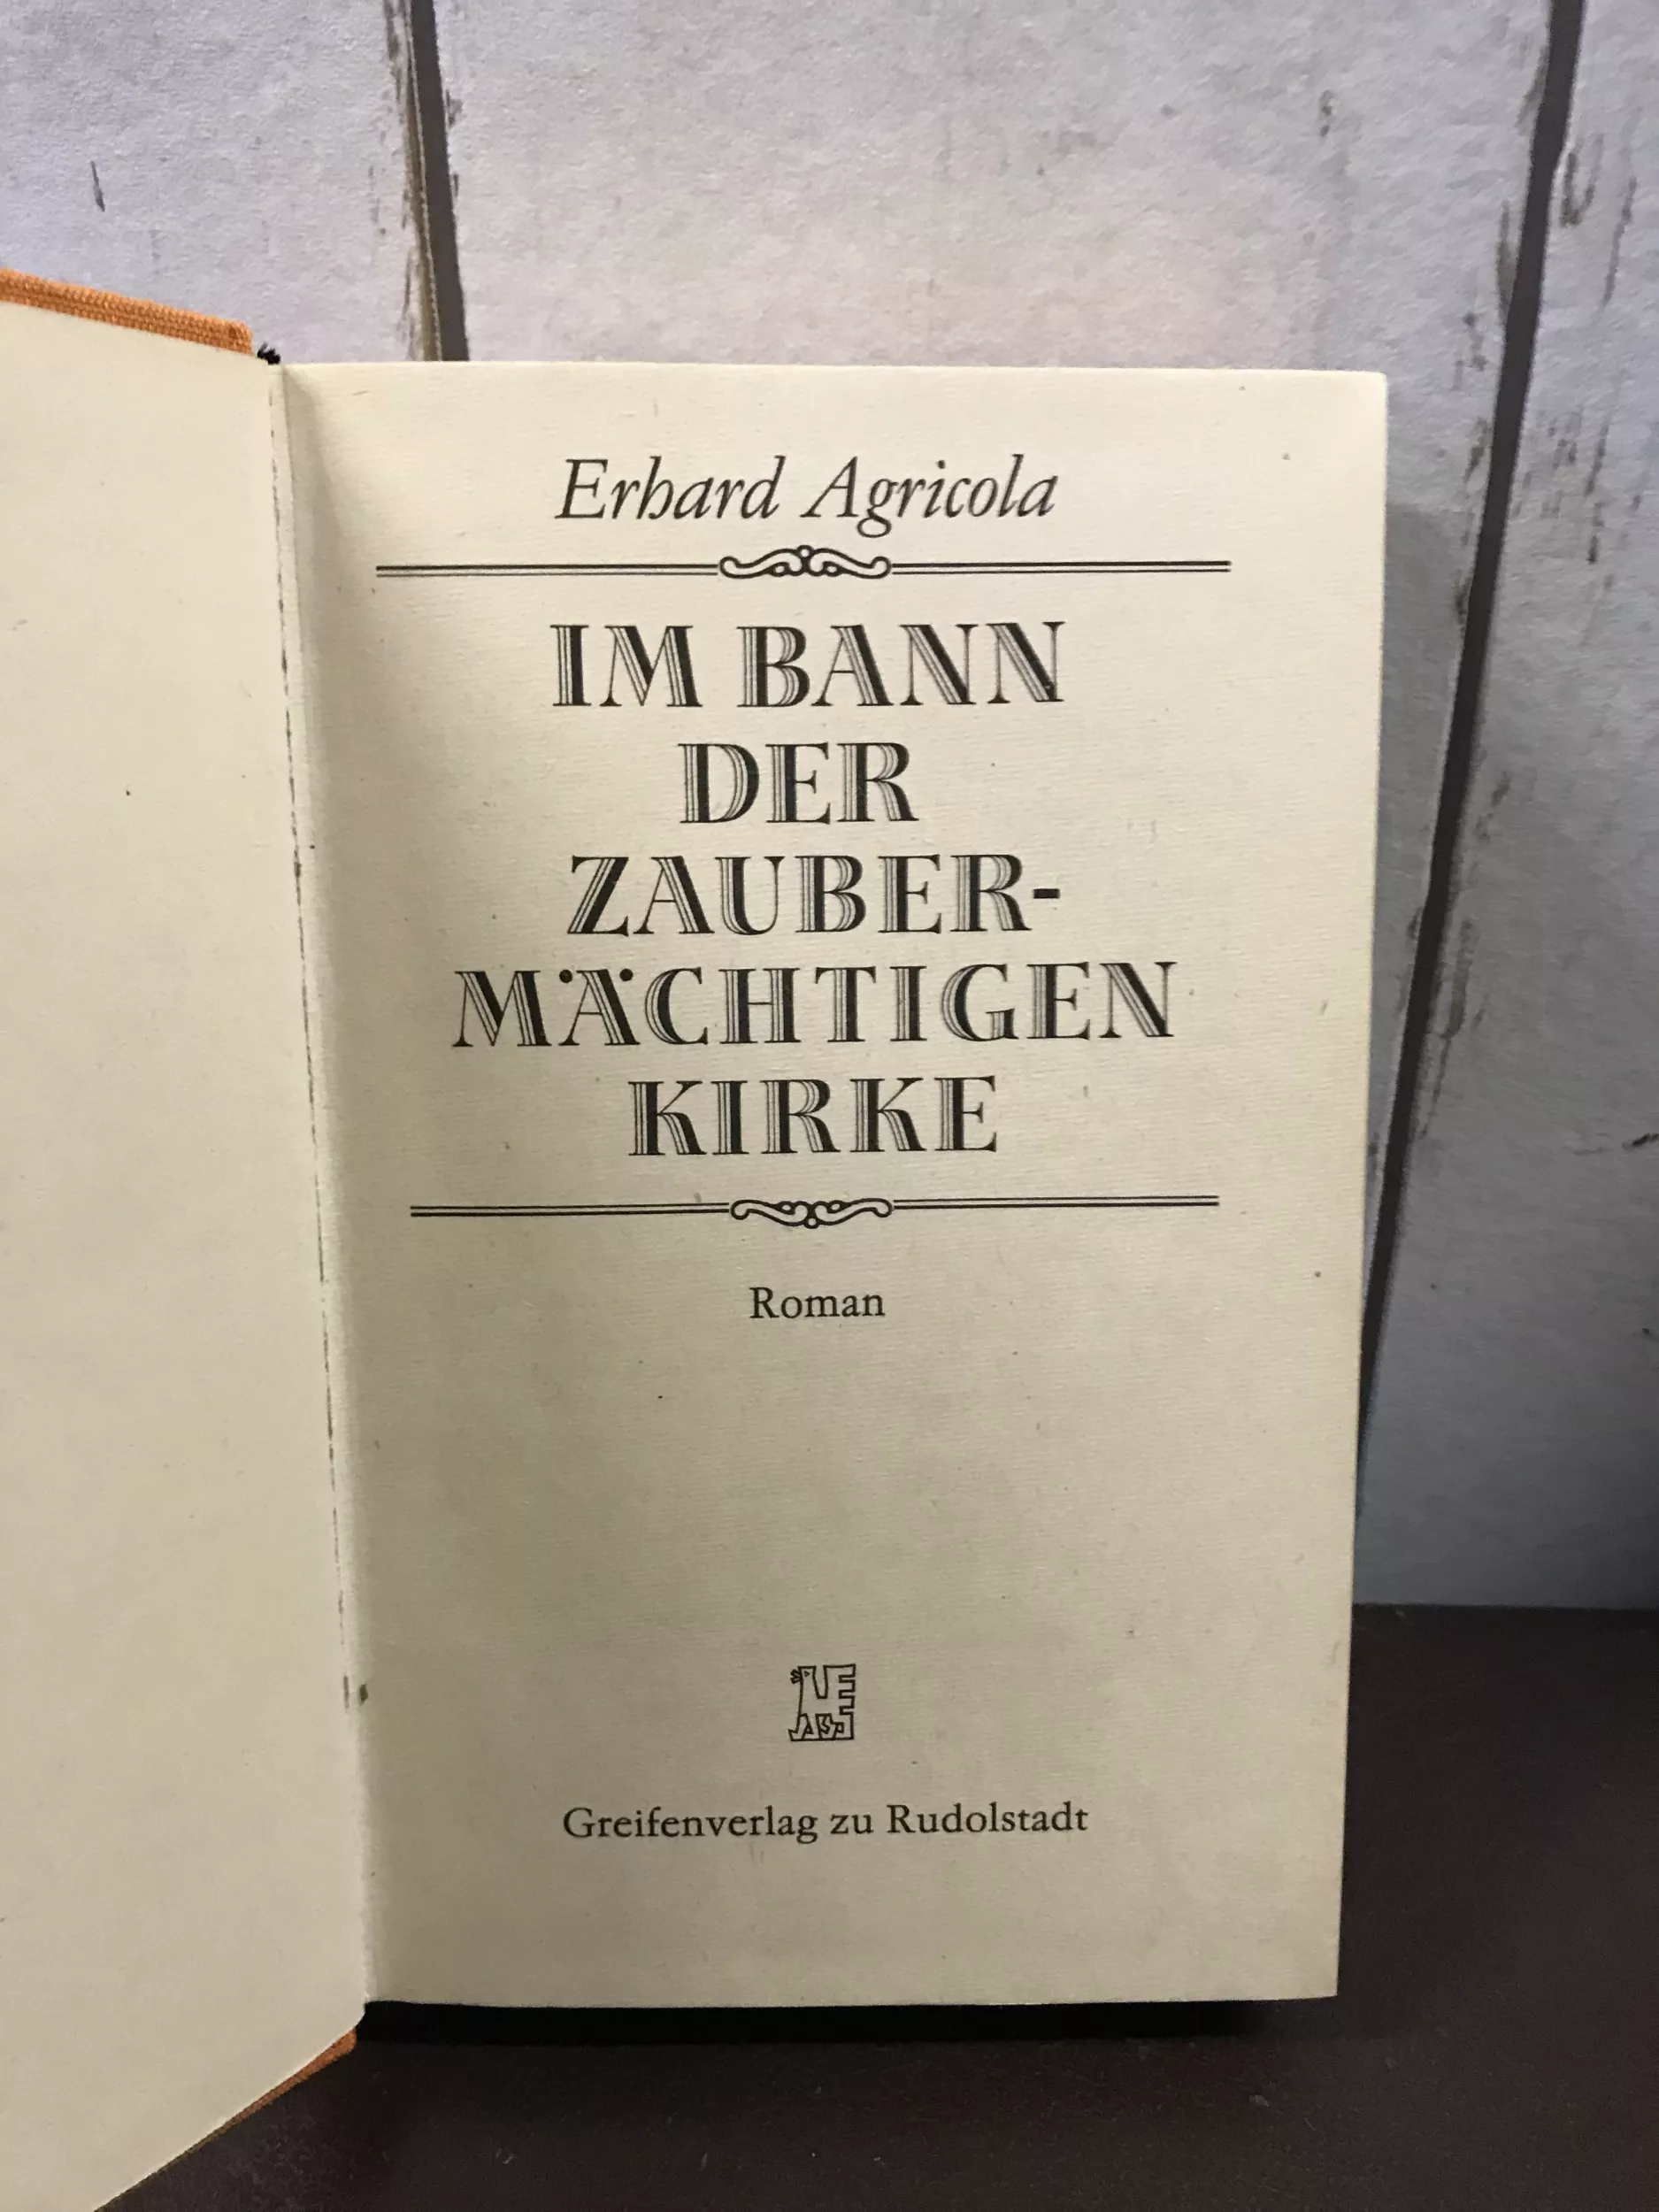 Erhard Agricola
IM BANN
DER
ZAUBER-
MÄCHTIGEN
KIRKE
Roman
Greifenverlag zu Rudolstadt